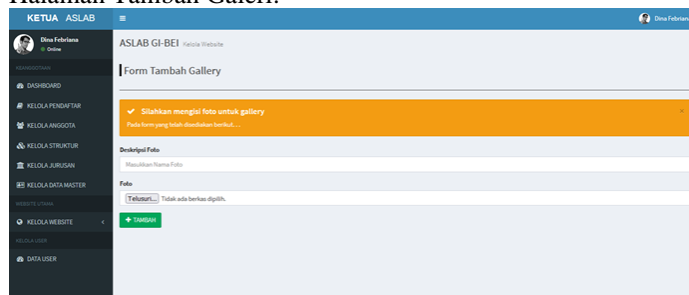 Halaman Tambah Galeri:
KETUA ASLAB
Dina Febriana
Dina Febriana
Online
ASLAB GI-BEI Kelola Website
KEANGGOTAAN
Form Tambah Gallery
DASHBOARD
KELOLA PENDAFTAR
KELOLA ANGGOTA
KELOLA STRUKTUR
KELOLA JURUSAN
KELOLA DATA MASTER
WEBSITE UTAMA
KELOLA WEBSITE
KELOLA USER
DATA USER
Silahkan mengisi foto untuk gallery
Pada form yang telah disediakan berikut....
Deskripsi Foto
Masukkan Nama Foto
Foto
Telusuri... Tidak ada berkas dipilih.
+ TAMBAH